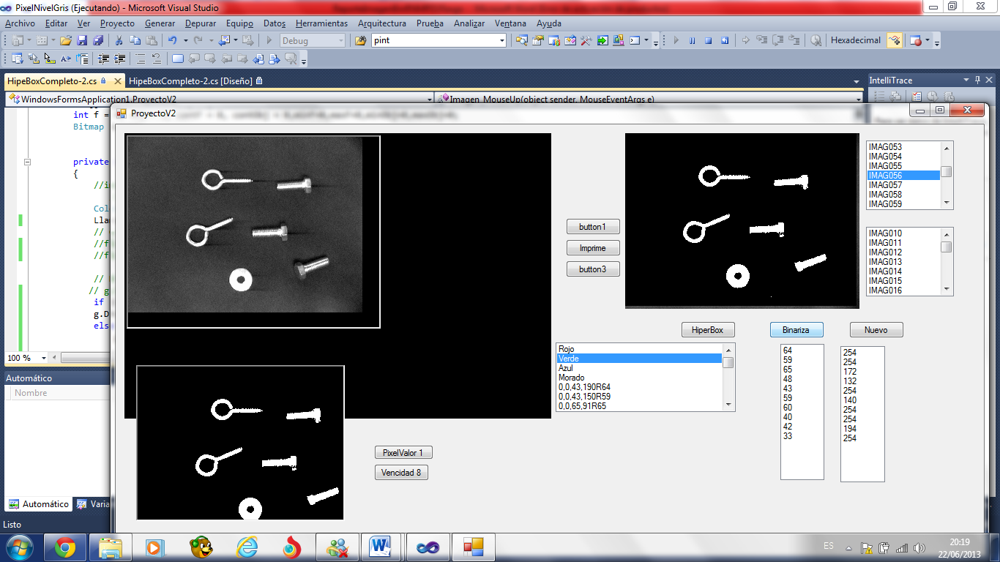 PixelNivelGris (Ejecutando) - Microsoft Visual Studio
Archivo Editar Ver Proyecto Generar Depurar Equipo Datos Herramientas Arquitectura Prueba Analizar Ventana Ayuda
Debug pint Hexadecimal
HipeBoxCompleto-2.cs HipeBoxCompleto-2.cs [Diseño] IntelliTrace
WindowsFormsApplication1.ProyectoV2 Imagen_MouseUp(object sender, MouseEventArgs e)
int f =
Bitmap
private
{
//i
Colo
Llam
//
//f
//f
//
// g
if
g.D
else
100 %
Automático
Nombre
Automático Varia
Listo
ProyectoV2
button1
Imprime
button3
IMAG053
IMAG054
IMAG055
IMAG056
IMAG057
IMAG058
IMAG059
IMAG010
IMAG011
IMAG012
IMAG013
IMAG014
IMAG015
IMAG016
HiperBox Binariza Nuevo
Rojo
Verde
Azul
Morado
0,0,43,190R64
0,0,43,150R59
0,0,65,91R65
64
59
65
48
43
59
60
40
42
33
254
254
172
132
254
140
254
254
194
254
PixelValor 1
Vencidad 8
ES
20:19
22/06/2013